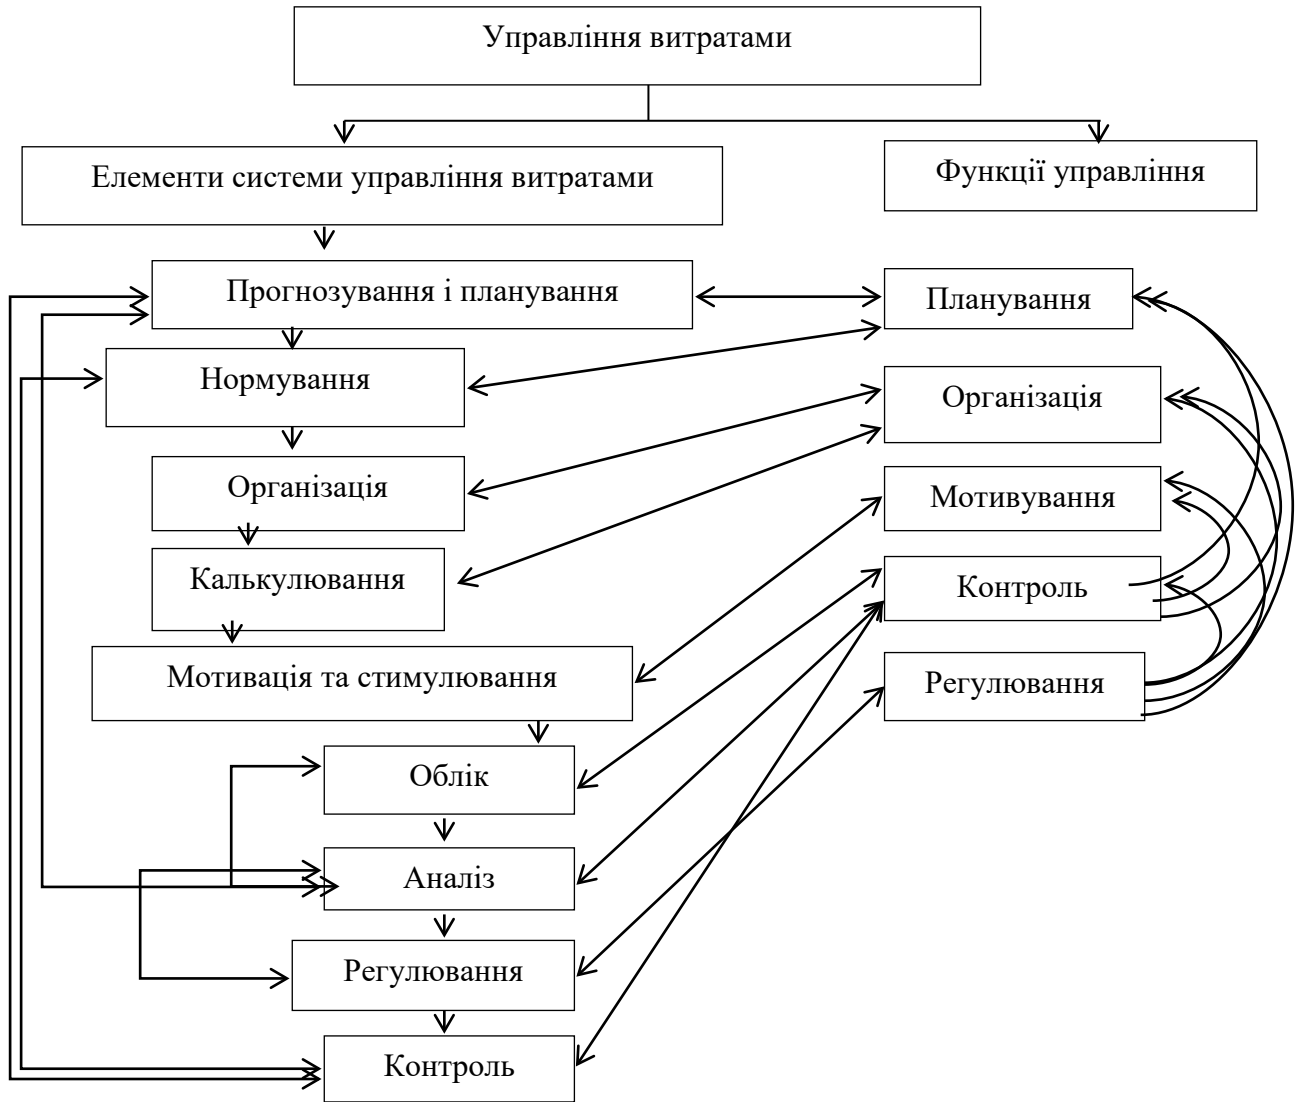 Управління витратами
Елементи системи управління витратами
Функції управління
Прогнозування і планування
Планування
Нормування
Організація
Організація
Мотивування
Калькулювання
Контроль
Мотивація та стимулювання
Регулювання
Облік
Аналіз
Регулювання
Контроль